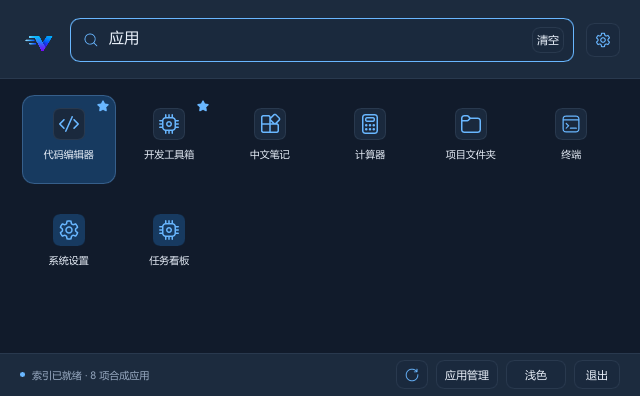 应用
清空
代码编辑器
开发工具箱
中文笔记
计算器
项目文件夹
终端
系统设置
任务看板
索引已就绪 · 8 项合成应用
应用管理
浅色
退出